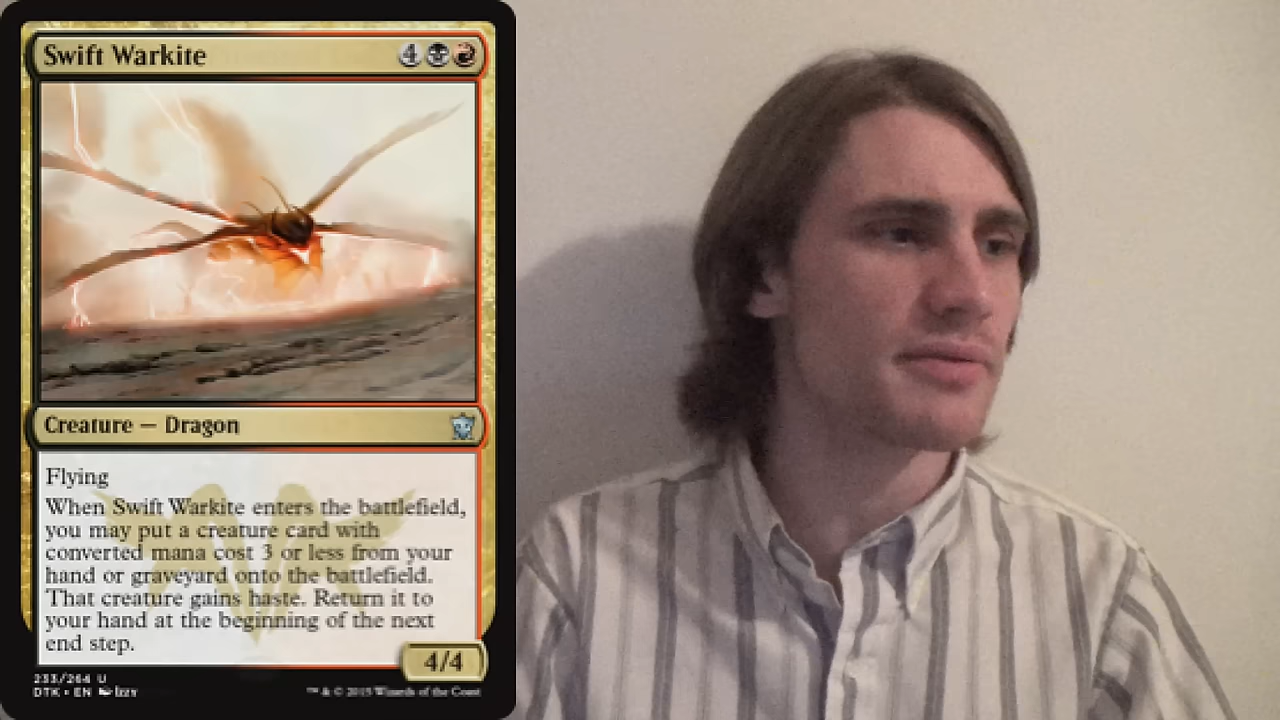 Swift Warkite 4
Creature — Dragon
Flying
When Swift Warkite enters the battlefield,
you may put a creature card with
converted mana cost 3 or less from your
hand or graveyard onto the battlefield.
That creature gains haste. Return it to
your hand at the beginning of the next
end step.
4/4
233/264 U
DTK • EN Izzy
™ & © 2015 Wizards of the Coast